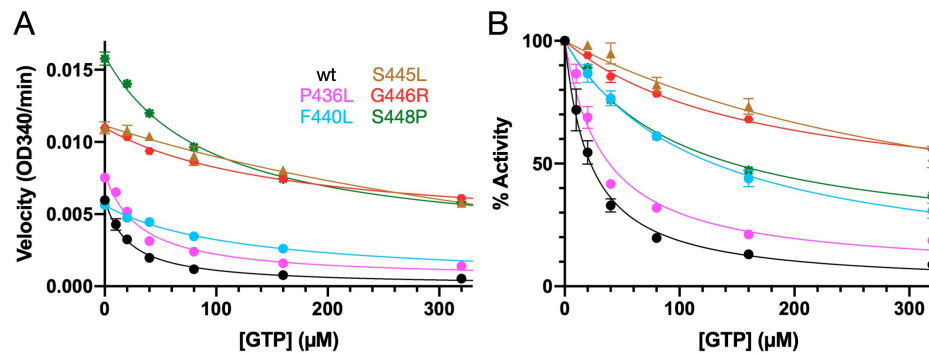 A
B
Velocity (OD340/min)
0.015
0.010
0.005
0.000
0
100
200
300
[GTP] (µM)
wt
S445L
P436L
G446R
F440L
S448P
% Activity
100
50
0
0
100
200
300
[GTP] (µM)